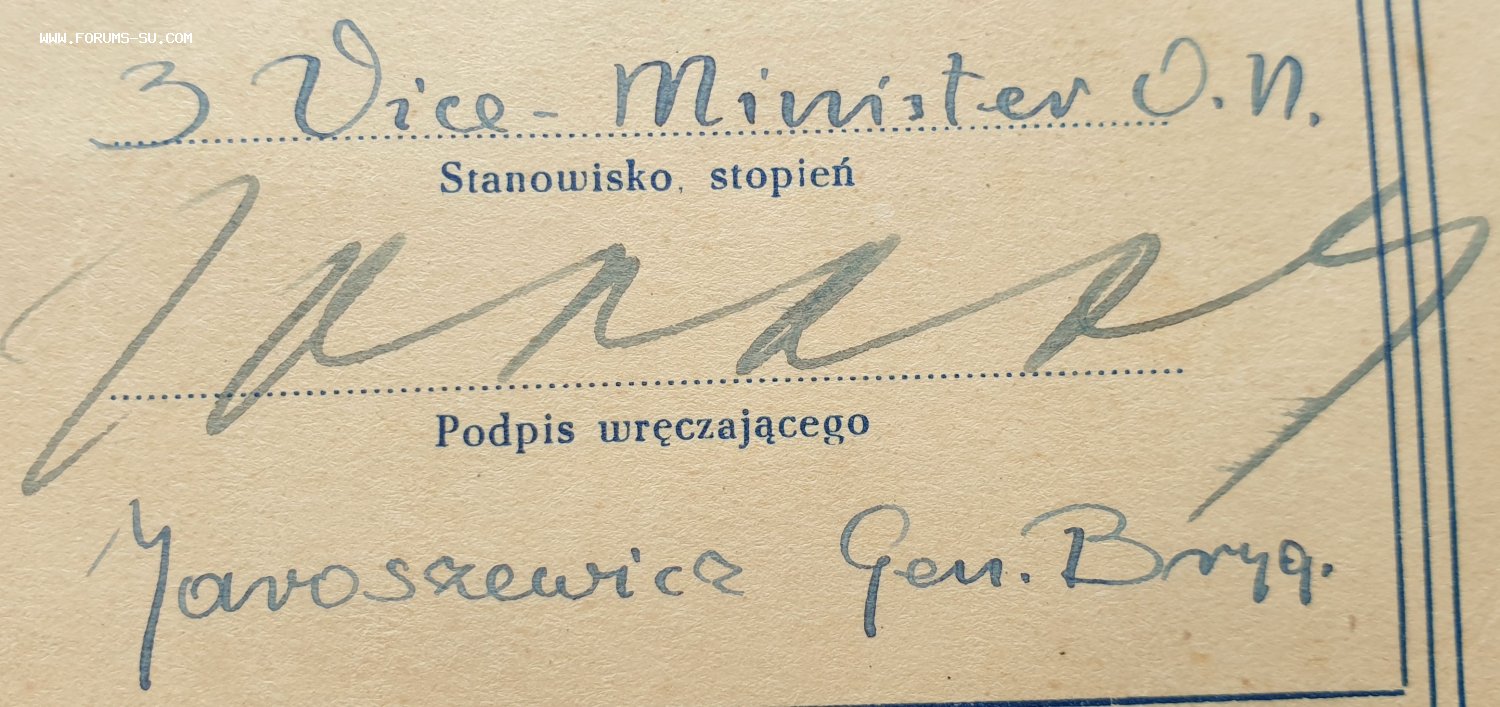 WWW.FORUMS-SU.COM
3 Vice-Minister O.N.
Stanowisko, stopień
Podpis wręczającego
Jaroszewicz Gen. Bryg.